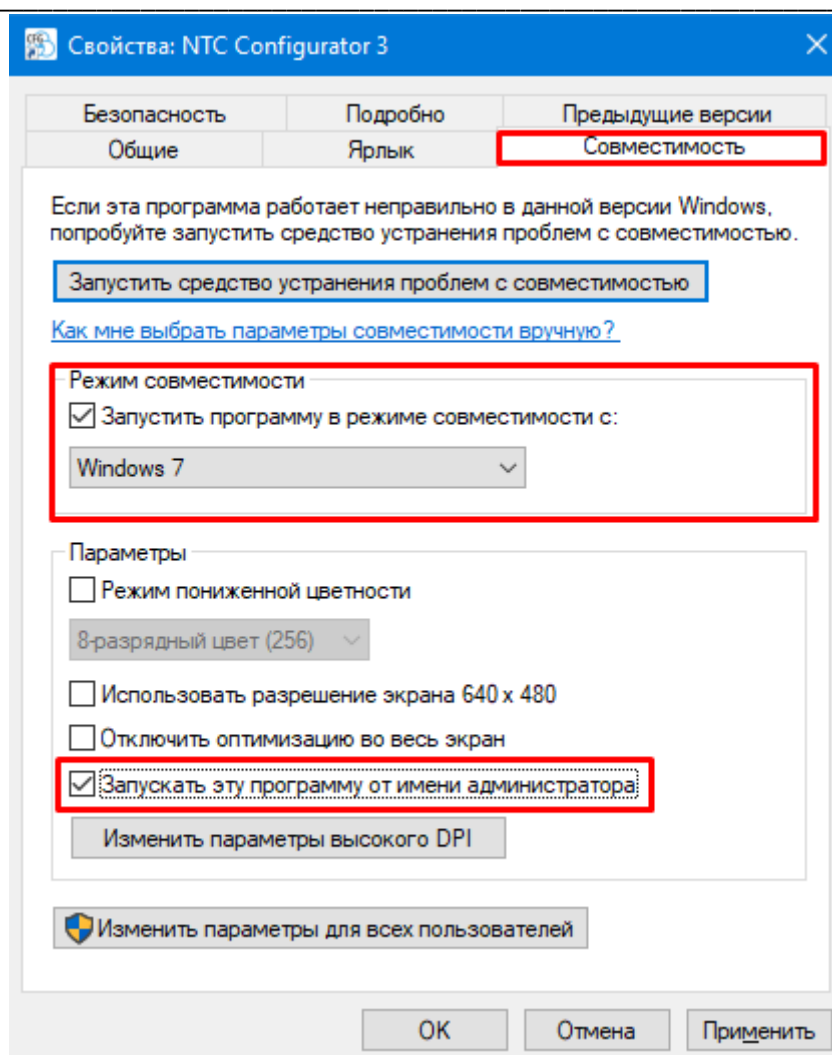 Свойства: NTC Configurator 3
Безопасность Подробно Предыдущие версии
Общие Ярлык Совместимость
Если эта программа работает неправильно в данной версии Windows,
попробуйте запустить средство устранения проблем с совместимостью.
Запустить средство устранения проблем с совместимостью
Как мне выбрать параметры совместимости вручную?
Режим совместимости
Запустить программу в режиме совместимости с:
Windows 7
Параметры
Режим пониженной цветности
8-разрядный цвет (256)
Использовать разрешение экрана 640 x 480
Отключить оптимизацию во весь экран
Запускать эту программу от имени администратора
Изменить параметры высокого DPI
Изменить параметры для всех пользователей
OK Отмена Применить